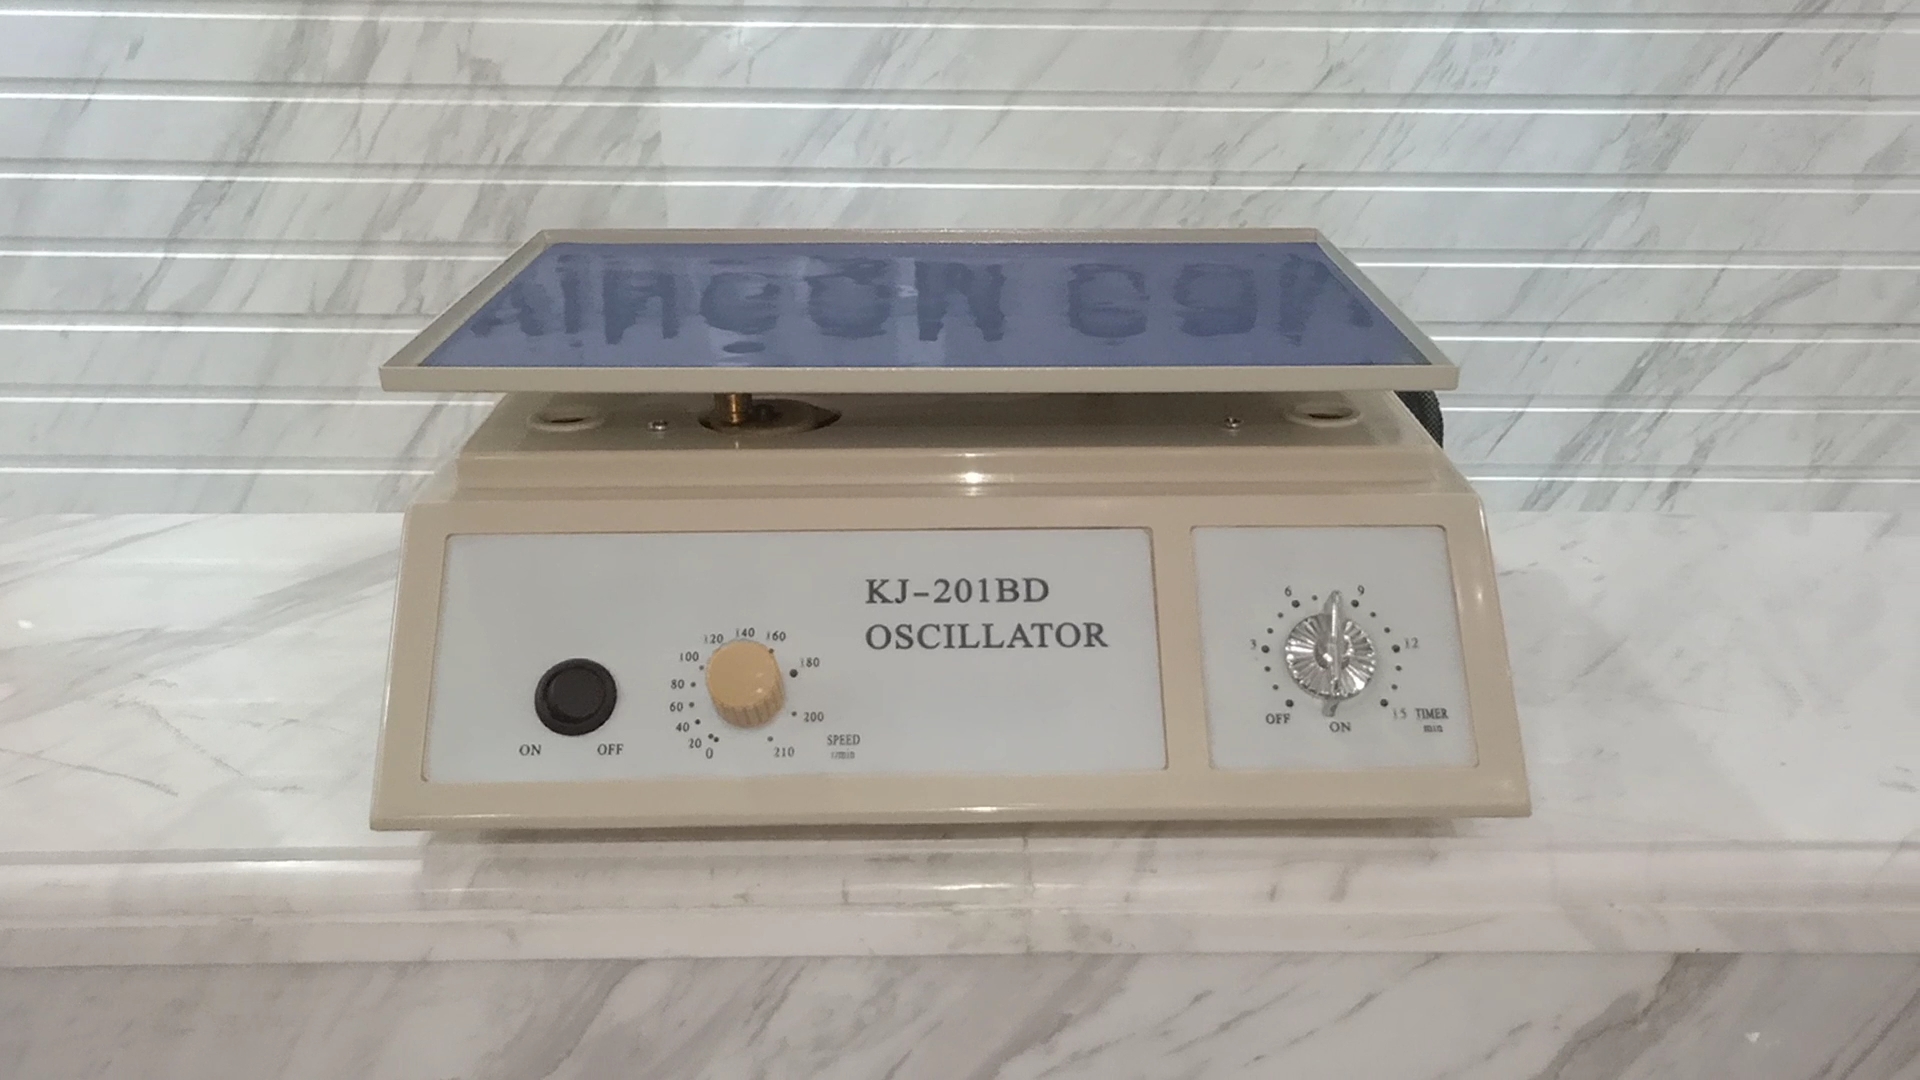 KJ-201BD
OSCILLATOR
120 140 160
100 180
80
60 200
40
20 0 210 SPEED
r/min
ON OFF
6 9
3 12
OFF ON 15 TIMER
min